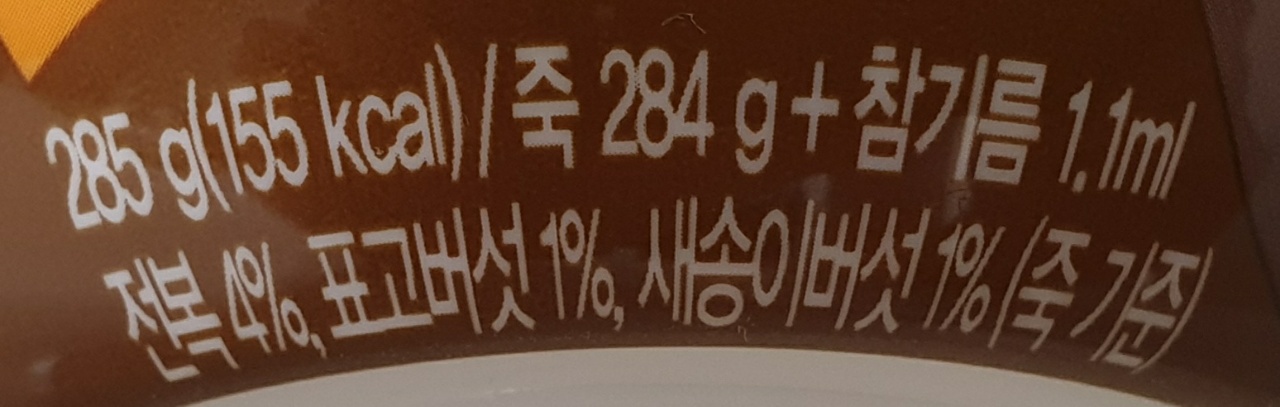 285 g(155 kcal)/죽 284 g+참기름 1.1ml
전복 4%, 표고버섯 1%, 새송이버섯 1% (죽 기준)